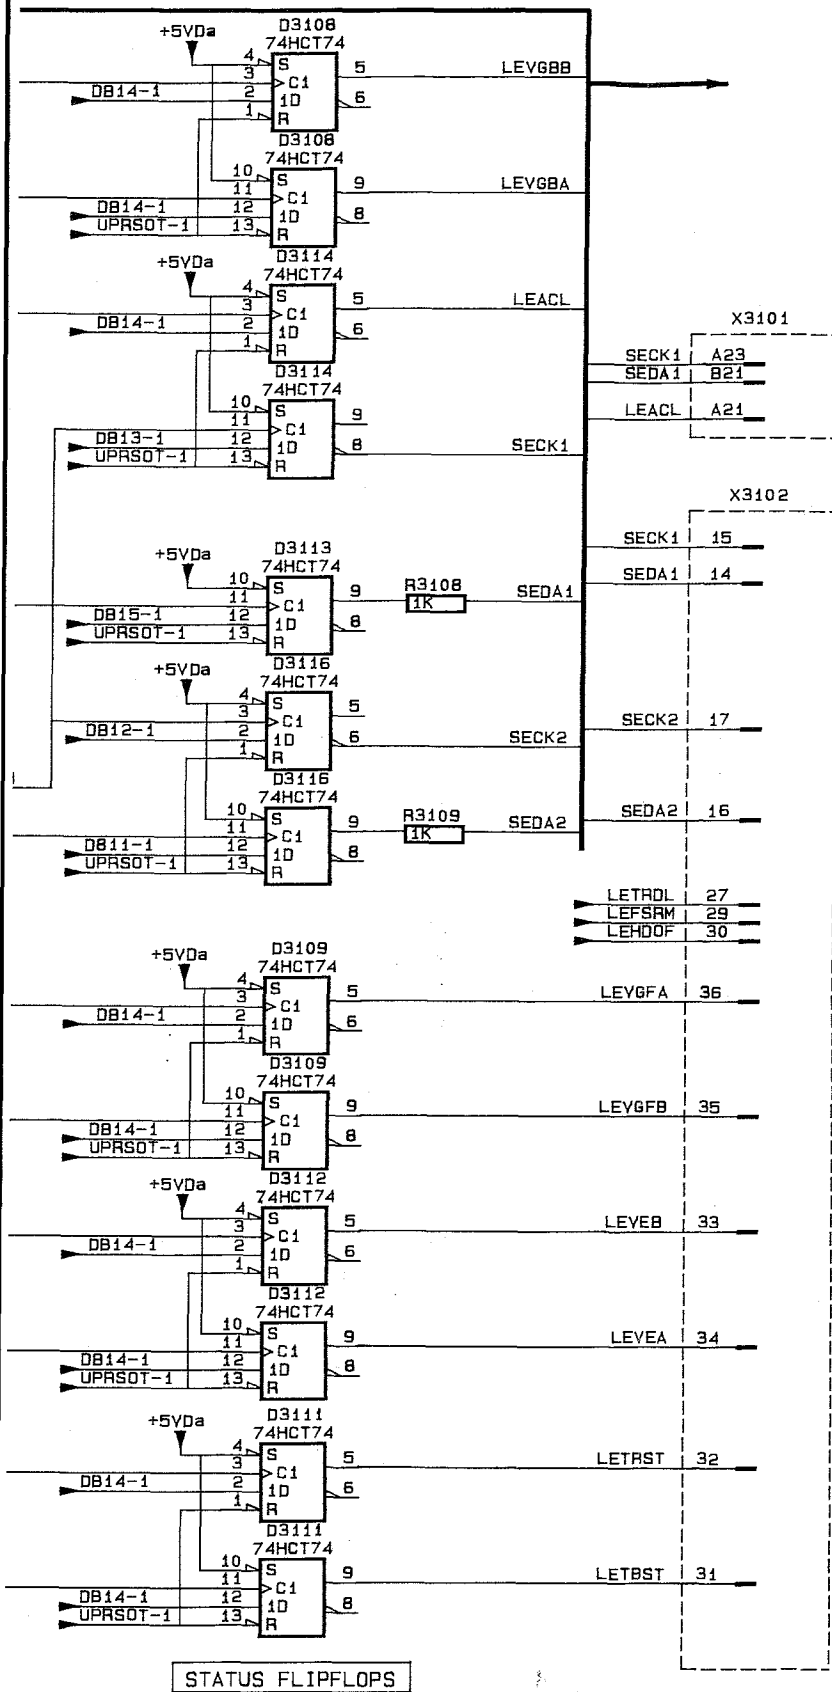 D3108
+5VDa
74HCT74
4 S 5 LEVGBB
3 C1
DB14-1 2 1D 6
1 R
D3108
74HCT74
10 S 9 LEVGBA
11 C1
DB14-1 12 1D 8
UPRSOT-1 13 R
D3114
+5VDa
74HCT74
4 S 5 LEACL
3 C1
DB14-1 2 1D 6
1 R
X3101
SECK1 A23
SEDA1 B21
LEACL A21
D3114
74HCT74
10 S 9
11 C1
DB13-1 12 1D 8 SECK1
UPRSOT-1 13 R
X3102
SECK1 15
SEDA1 14
D3113
+5VDa
74HCT74
10 S 9 R3108 1K SEDA1
11 C1
DB15-1 12 1D 8
UPRSOT-1 13 R
D3116
+5VDa
74HCT74
4 S 5
3 C1 SECK2 17
DB12-1 2 1D 6 SECK2
1 R
D3116
74HCT74
10 S 9 R3109 1K SEDA2 SEDA2 16
11 C1
DB11-1 12 1D 8
UPRSOT-1 13 R
LETRDL 27
LEFSRM 29
LEHDOF 30
D3109
+5VDa
74HCT74
4 S 5 LEVGFA 36
3 C1
DB14-1 2 1D 6
1 R
D3109
74HCT74
10 S 9 LEVGFB 35
11 C1
DB14-1 12 1D 8
UPRSOT-1 13 R
D3112
+5VDa
74HCT74
4 S 5 LEVEB 33
3 C1
DB14-1 2 1D 6
1 R
D3112
74HCT74
10 S 9 LEVEA 34
11 C1
DB14-1 12 1D 8
UPRSOT-1 13 R
D3111
+5VDa
74HCT74
4 S 5 LETRST 32
3 C1
DB14-1 2 1D 6
1 R
D3111
74HCT74
10 S 9 LETBST 31
11 C1
DB14-1 12 1D 8
UPRSOT-1 13 R
STATUS FLIPFLOPS